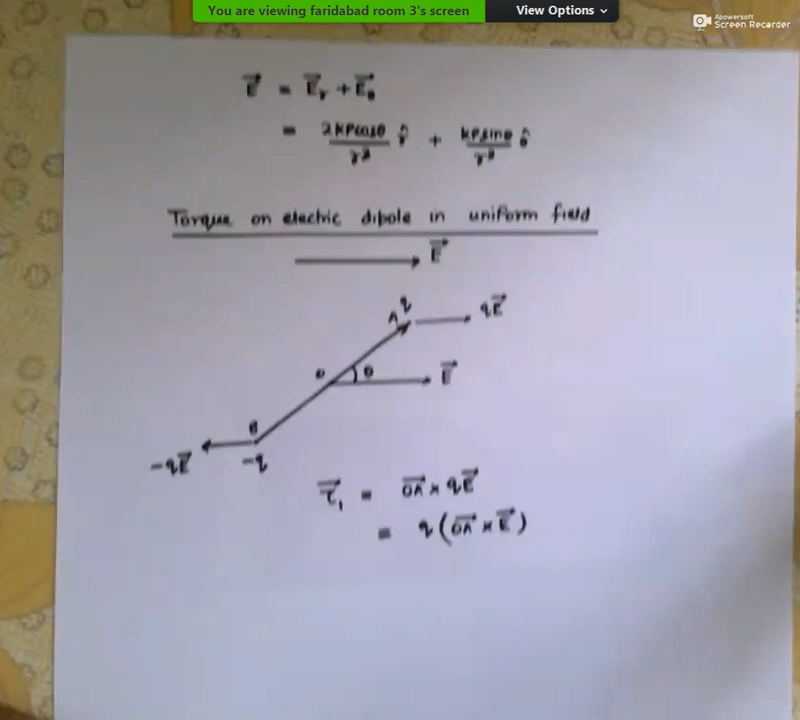 You are viewing faridabad room 3's screen View Options
Apowersoft
Screen Recorder
E⃗ = E⃗r + E⃗θ
= 2KPcosθ/r³ r̂ + KPsinθ/r³ θ̂
Torque on electric dipole in uniform field
E⃗
A q qE⃗
O θ E⃗
B
-qE⃗ -q
τ⃗₁ = OA⃗ × qE⃗
= q(OA⃗ × E⃗)